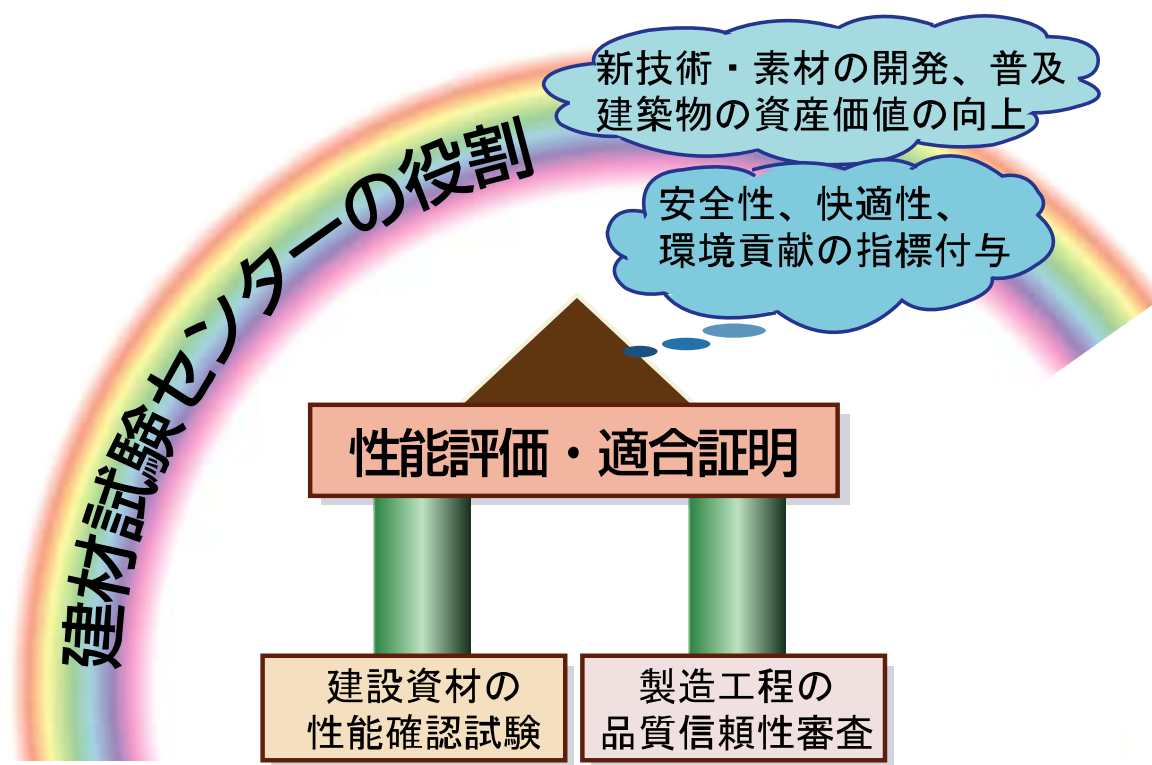 建材試験センターの役割
新技術・素材の開発、普及
建築物の資産価値の向上
安全性、快適性、
環境貢献の指標付与
性能評価・適合証明
建設資材の
性能確認試験
製造工程の
品質信頼性審査